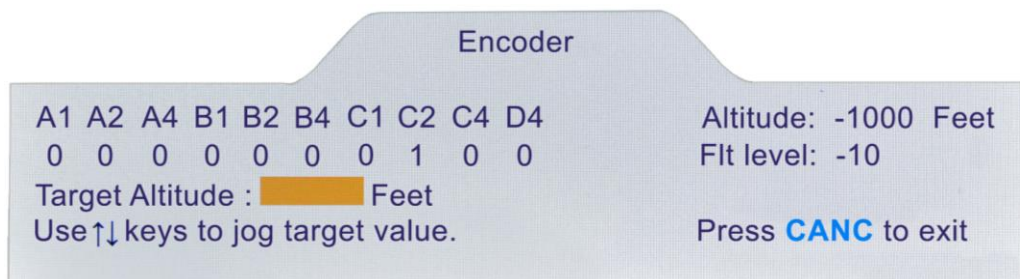 Encoder
A1 A2 A4 B1 B2 B4 C1 C2 C4 D4
0 0 0 0 0 0 0 1 0 0
Target Altitude : Feet
Use↑↓keys to jog target value.
Altitude: -1000 Feet
Flt level: -10
Press CANC to exit